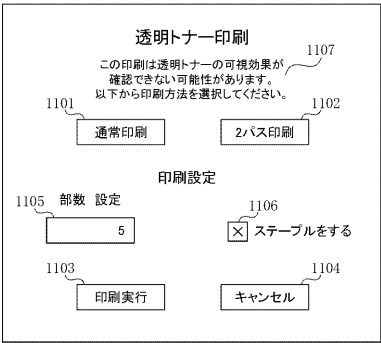 透明トナー印刷
この印刷は透明トナーの可視効果が
確認できない可能性があります。
以下から印刷方法を選択してください。
1107
1101
1102
通常印刷
2パス印刷
印刷設定
1105
部数 設定
1106
5
☒ ステープルをする
1103
1104
印刷実行
キャンセル